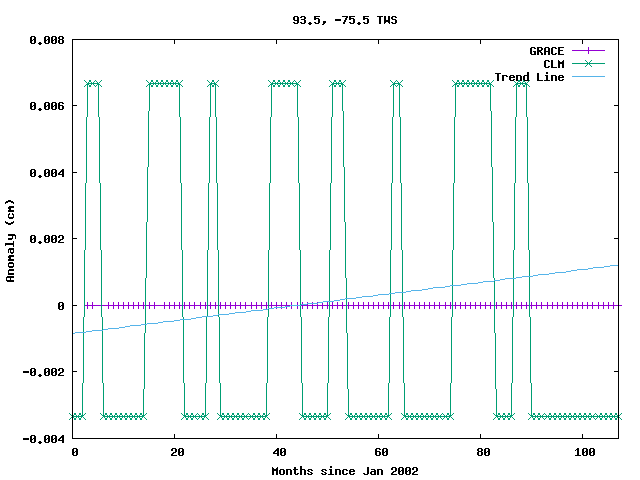 93.5, -75.5 TWS
GRACE
CLM
Trend Line
0.008
0.006
0.004
0.002
0
-0.002
-0.004
Anomaly (cm)
0 20 40 60 80 100
Months since Jan 2002